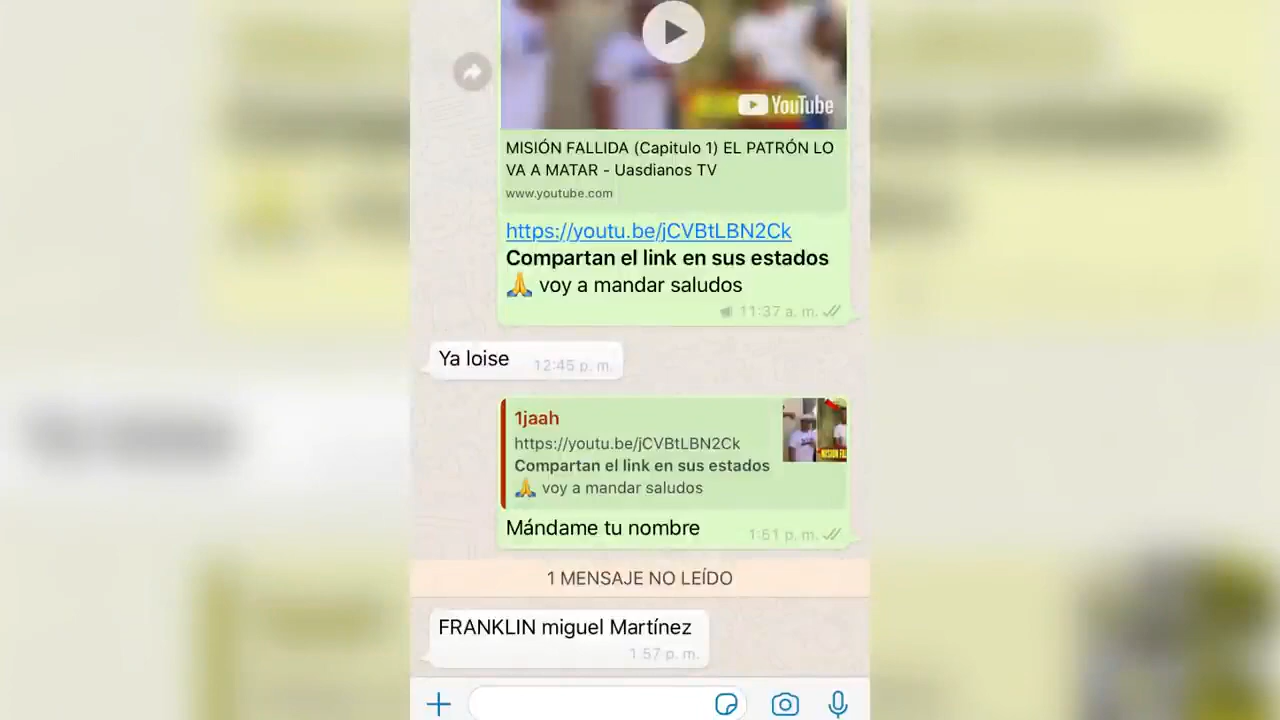 YouTube
MISIÓN FALLIDA (Capitulo 1) EL PATRÓN LO
VA A MATAR - Uasdianos TV
www.youtube.com
https://youtu.be/jCVBtLBN2Ck
Compartan el link en sus estados
🙏 voy a mandar saludos
11:37 a. m.
Ya loise
12:45 p. m.
1jaah
https://youtu.be/jCVBtLBN2Ck
Compartan el link en sus estados
🙏 voy a mandar saludos
Mándame tu nombre
1:51 p. m.
1 MENSAJE NO LEÍDO
FRANKLIN miguel Martínez
1:57 p. m.